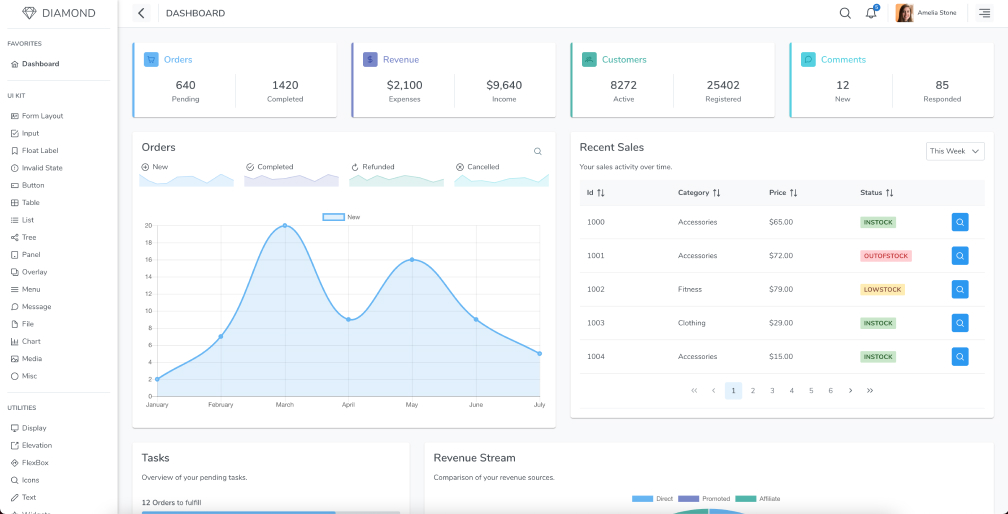 DIAMOND
DASHBOARD
Amelia Stone
FAVORITES
Dashboard
UI KIT
Form Layout
Input
Float Label
Invalid State
Button
Table
List
Tree
Panel
Overlay
Menu
Message
File
Chart
Media
Misc
UTILITIES
Display
Elevation
FlexBox
Icons
Text
Orders
640
Pending
1420
Completed
Revenue
$2,100
Expenses
$9,640
Income
Customers
8272
Active
25402
Registered
Comments
12
New
85
Responded
Orders
New
Completed
Refunded
Cancelled
New
20
18
16
14
12
10
8
6
4
2
0
January February March April May June July
Recent Sales
This Week
Your sales activity over time.
Id Category Price Status
1000 Accessories $65.00 INSTOCK
1001 Accessories $72.00 OUTOFSTOCK
1002 Fitness $79.00 LOWSTOCK
1003 Clothing $29.00 INSTOCK
1004 Accessories $15.00 INSTOCK
1 2 3 4 5 6
Tasks
Overview of your pending tasks.
12 Orders to fulfill
Revenue Stream
Comparison of your revenue sources.
Direct Promoted Affiliate